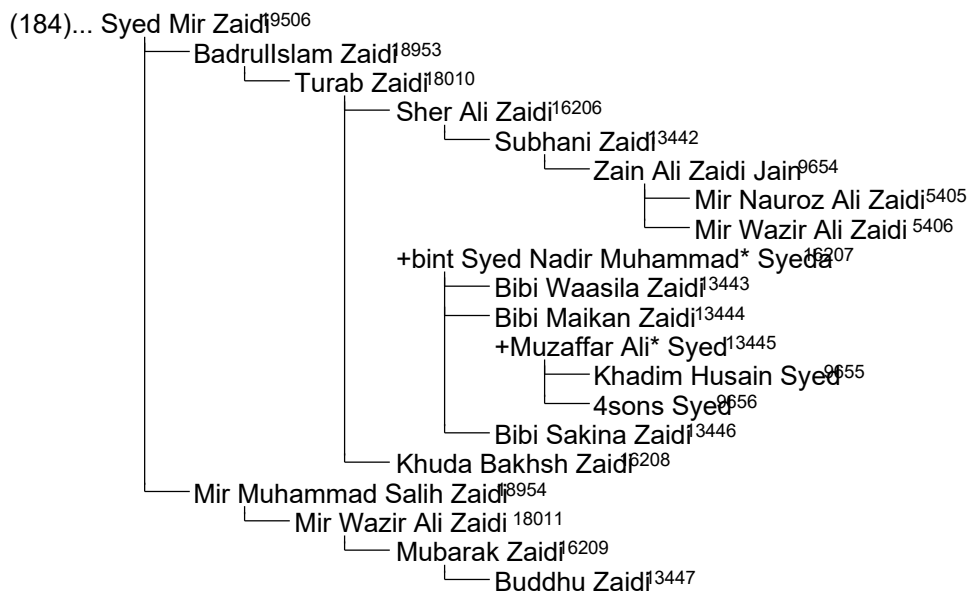 (184)... Syed Mir Zaidi19506
BadrulIslam Zaidi18953
Turab Zaidi18010
Sher Ali Zaidi16206
Subhani Zaidi13442
Zain Ali Zaidi Jain9654
Mir Nauroz Ali Zaidi5405
Mir Wazir Ali Zaidi 5406
+bint Syed Nadir Muhammad* Syeda16207
Bibi Waasila Zaidi13443
Bibi Maikan Zaidi13444
+Muzaffar Ali* Syed13445
Khadim Husain Syed9655
4sons Syed9656
Bibi Sakina Zaidi13446
Khuda Bakhsh Zaidi16208
Mir Muhammad Salih Zaidi18954
Mir Wazir Ali Zaidi 18011
Mubarak Zaidi16209
Buddhu Zaidi13447